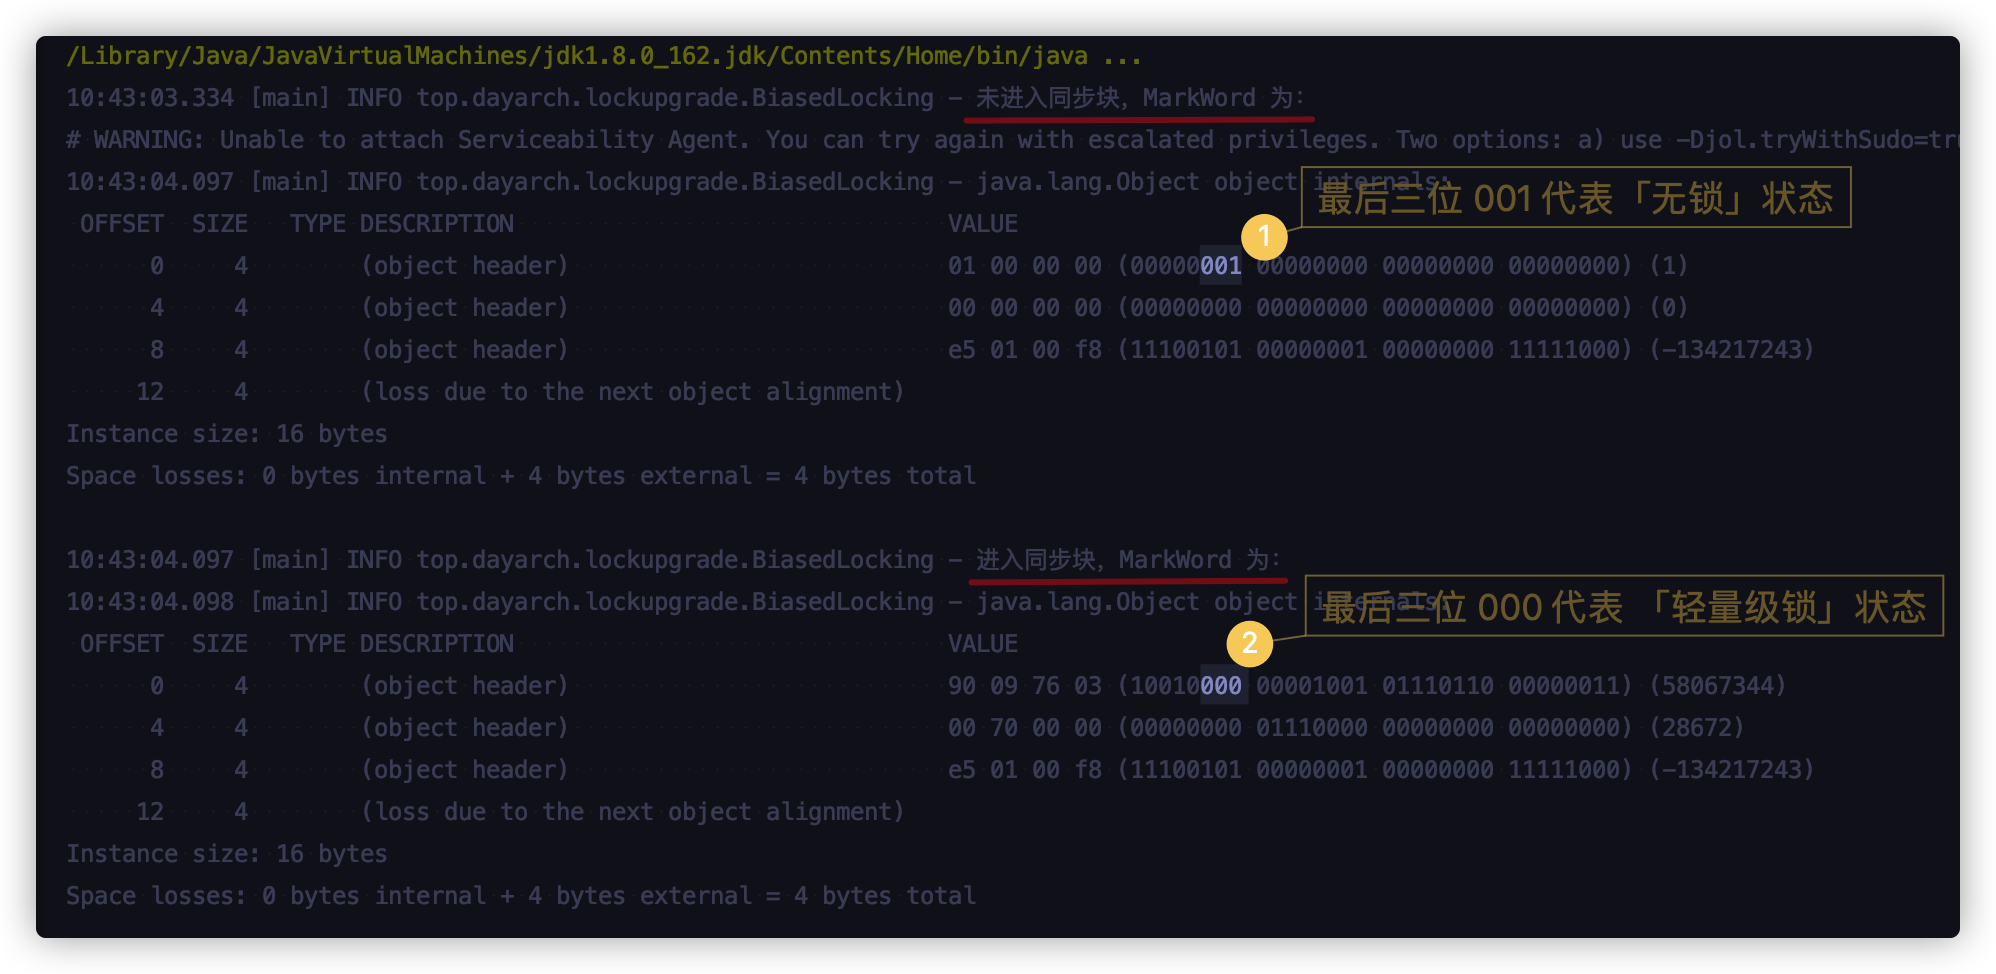 /Library/Java/JavaVirtualMachines/jdk1.8.0_162.jdk/Contents/Home/bin/java ...
10:43:03.334 [main] INFO top.dayarch.lockupgrade.BiasedLocking – 未进入同步块，MarkWord 为:
# WARNING: Unable to attach Serviceability Agent. You can try again with escalated privileges. Two options: a) use -Djol.tryWithSudo=tru
10:43:04.097 [main] INFO top.dayarch.lockupgrade.BiasedLocking – java.lang.Object object internals:
最后三位 001 代表「无锁」状态
OFFSET SIZE TYPE DESCRIPTION VALUE
1
0 4 (object header) 01 00 00 00 (00000001 00000000 00000000 00000000) (1)
4 4 (object header) 00 00 00 00 (00000000 00000000 00000000 00000000) (0)
8 4 (object header) e5 01 00 f8 (11100101 00000001 00000000 11111000) (-134217243)
12 4 (loss due to the next object alignment)
Instance size: 16 bytes
Space losses: 0 bytes internal + 4 bytes external = 4 bytes total
10:43:04.097 [main] INFO top.dayarch.lockupgrade.BiasedLocking – 进入同步块，MarkWord 为:
10:43:04.098 [main] INFO top.dayarch.lockupgrade.BiasedLocking – java.lang.Object object internals:
最后三位 000 代表 「轻量级锁」状态
OFFSET SIZE TYPE DESCRIPTION VALUE
2
0 4 (object header) 90 09 76 03 (10010000 00001001 01110110 00000011) (58067344)
4 4 (object header) 00 70 00 00 (00000000 01110000 00000000 00000000) (28672)
8 4 (object header) e5 01 00 f8 (11100101 00000001 00000000 11111000) (-134217243)
12 4 (loss due to the next object alignment)
Instance size: 16 bytes
Space losses: 0 bytes internal + 4 bytes external = 4 bytes total